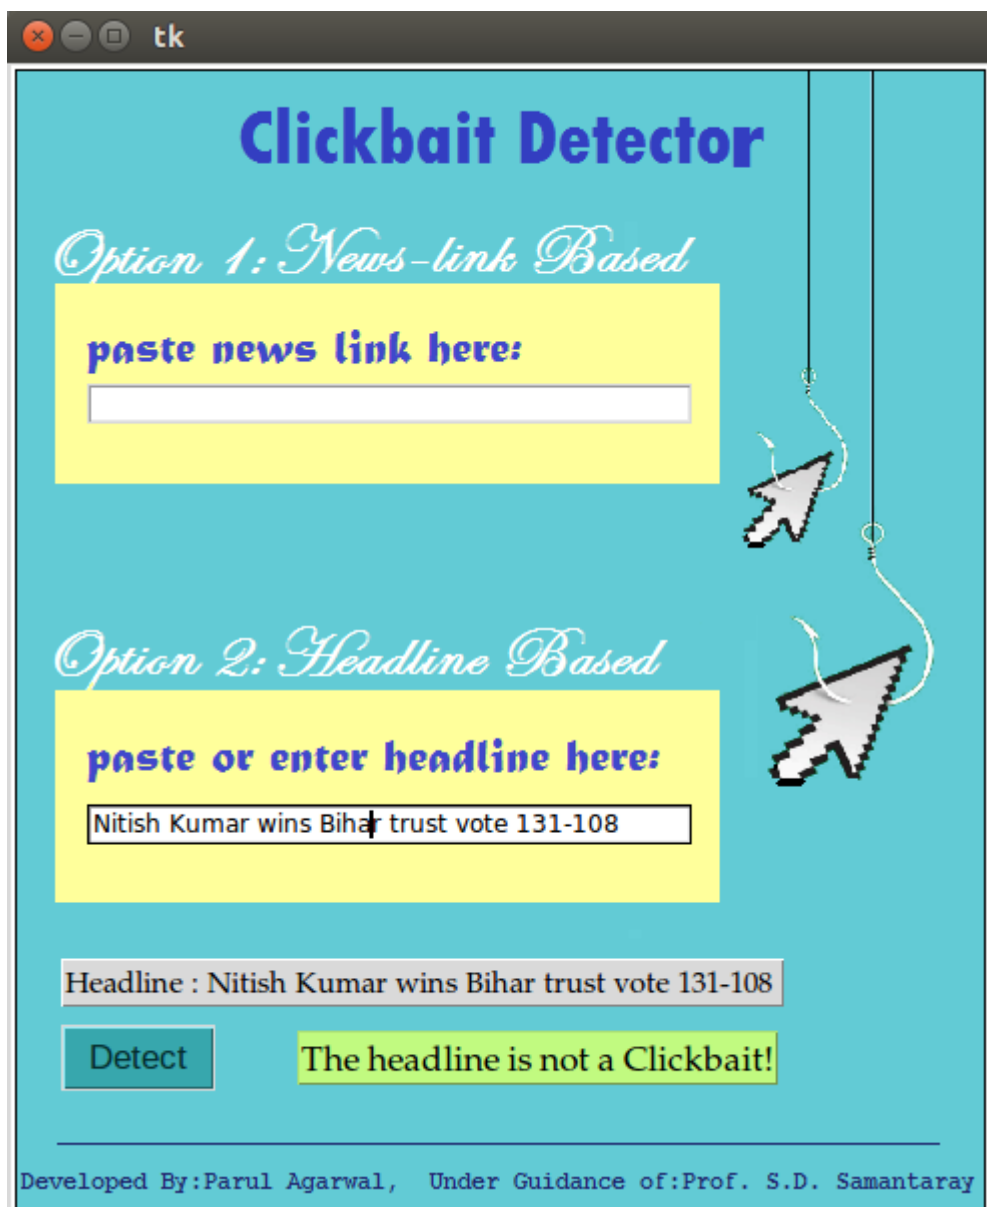 tk
Clickbait Detector
Option 1: News-link Based
paste news link here:
Option 2: Headline Based
paste or enter headline here:
Nitish Kumar wins Bihar trust vote 131-108
Headline : Nitish Kumar wins Bihar trust vote 131-108
Detect
The headline is not a Clickbait!
Developed By:Parul Agarwal,  Under Guidance of:Prof. S.D. Samantaray